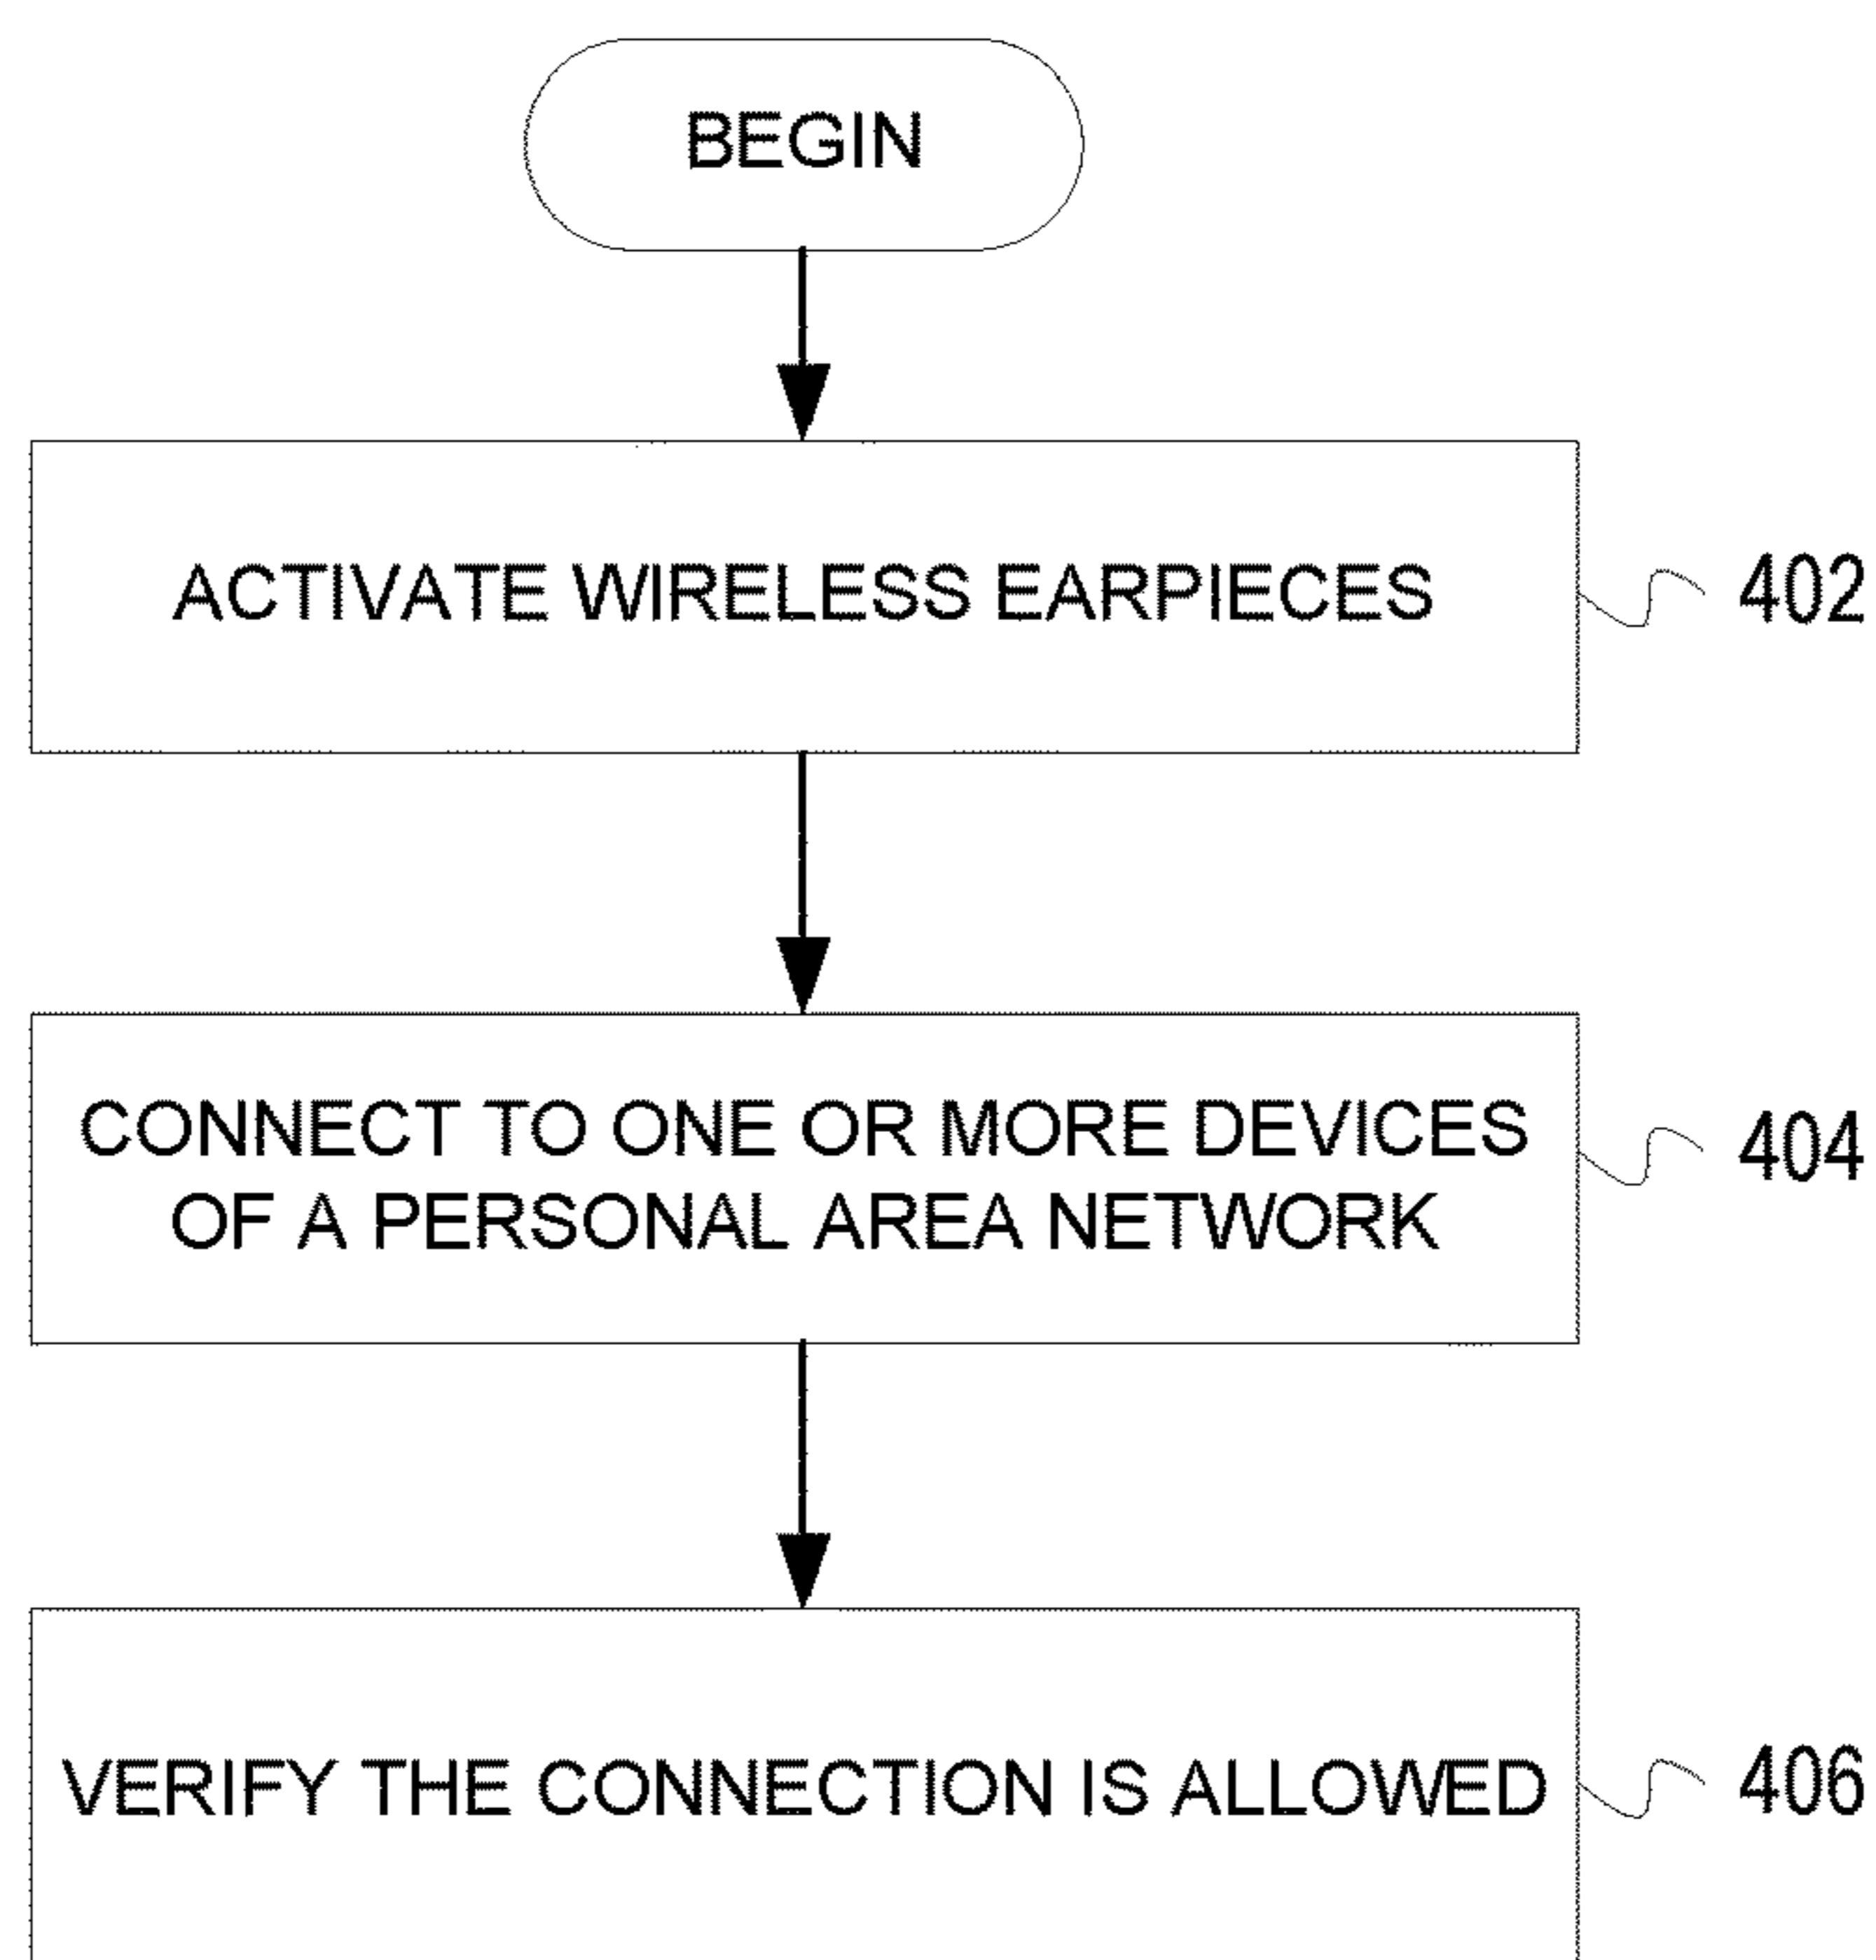 BEGIN
ACTIVATE WIRELESS EARPIECES
402
CONNECT TO ONE OR MORE DEVICES
OF A PERSONAL AREA NETWORK
404
VERIFY THE CONNECTION IS ALLOWED
406